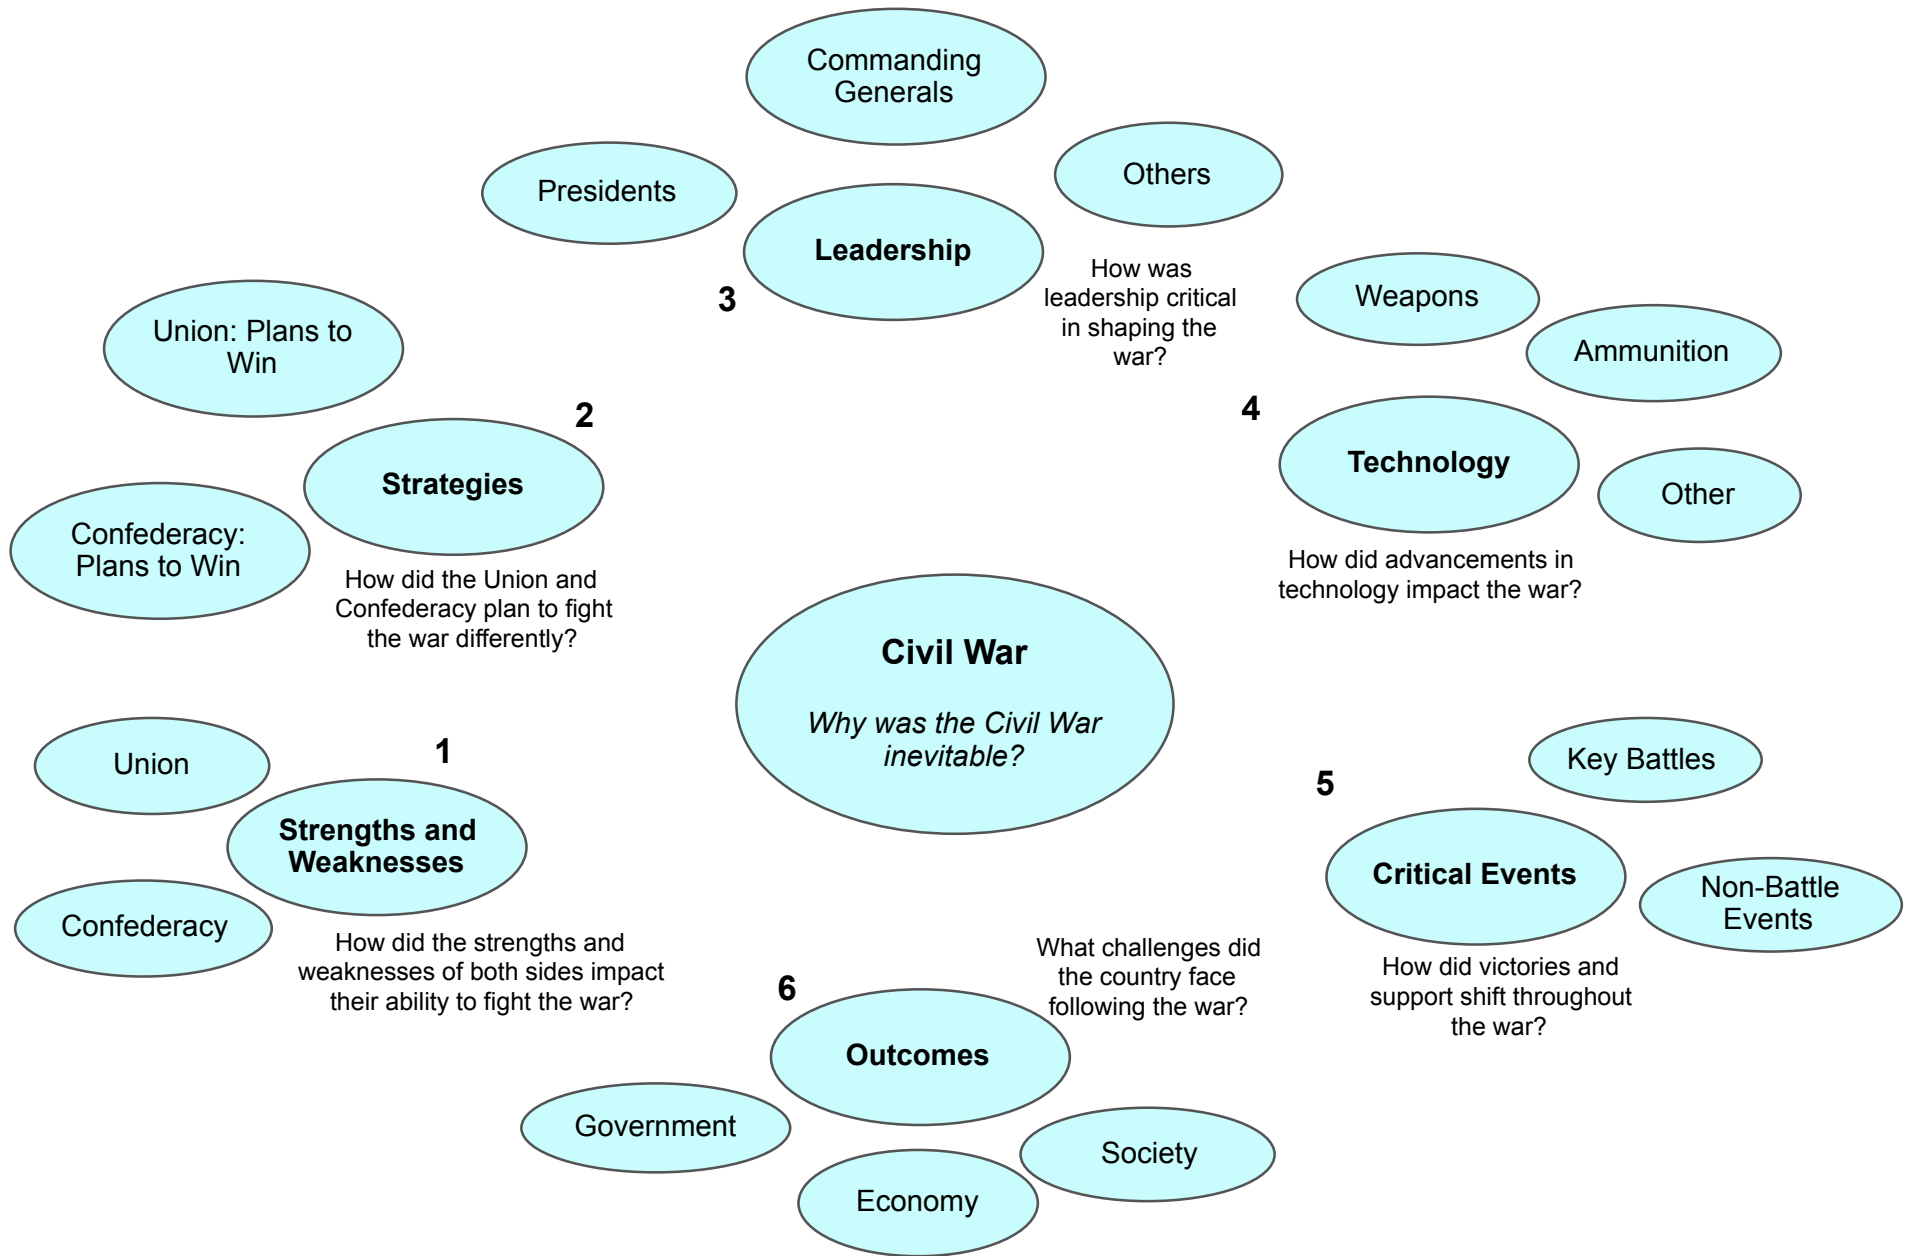 Civil War
Why was the Civil War
inevitable?
1
Strengths and
Weaknesses
Union
Confederacy
How did the strengths and
weaknesses of both sides impact
their ability to fight the war?
2
Strategies
Union: Plans to
Win
Confederacy:
Plans to Win
How did the Union and
Confederacy plan to fight
the war differently?
3
Leadership
Presidents
Commanding
Generals
Others
How was
leadership critical
in shaping the
war?
4
Technology
Weapons
Ammunition
Other
How did advancements in
technology impact the war?
5
Critical Events
Key Battles
Non-Battle
Events
How did victories and
support shift throughout
the war?
6
Outcomes
What challenges did
the country face
following the war?
Government
Economy
Society